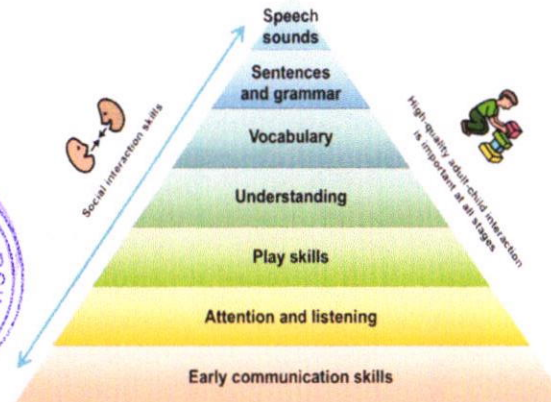 Speech
sounds
Sentences
and grammar
Vocabulary
Understanding
Play skills
Attention and listening
Early communication skills
Social interaction skills
High-quality adult-child interaction
is important at all stages